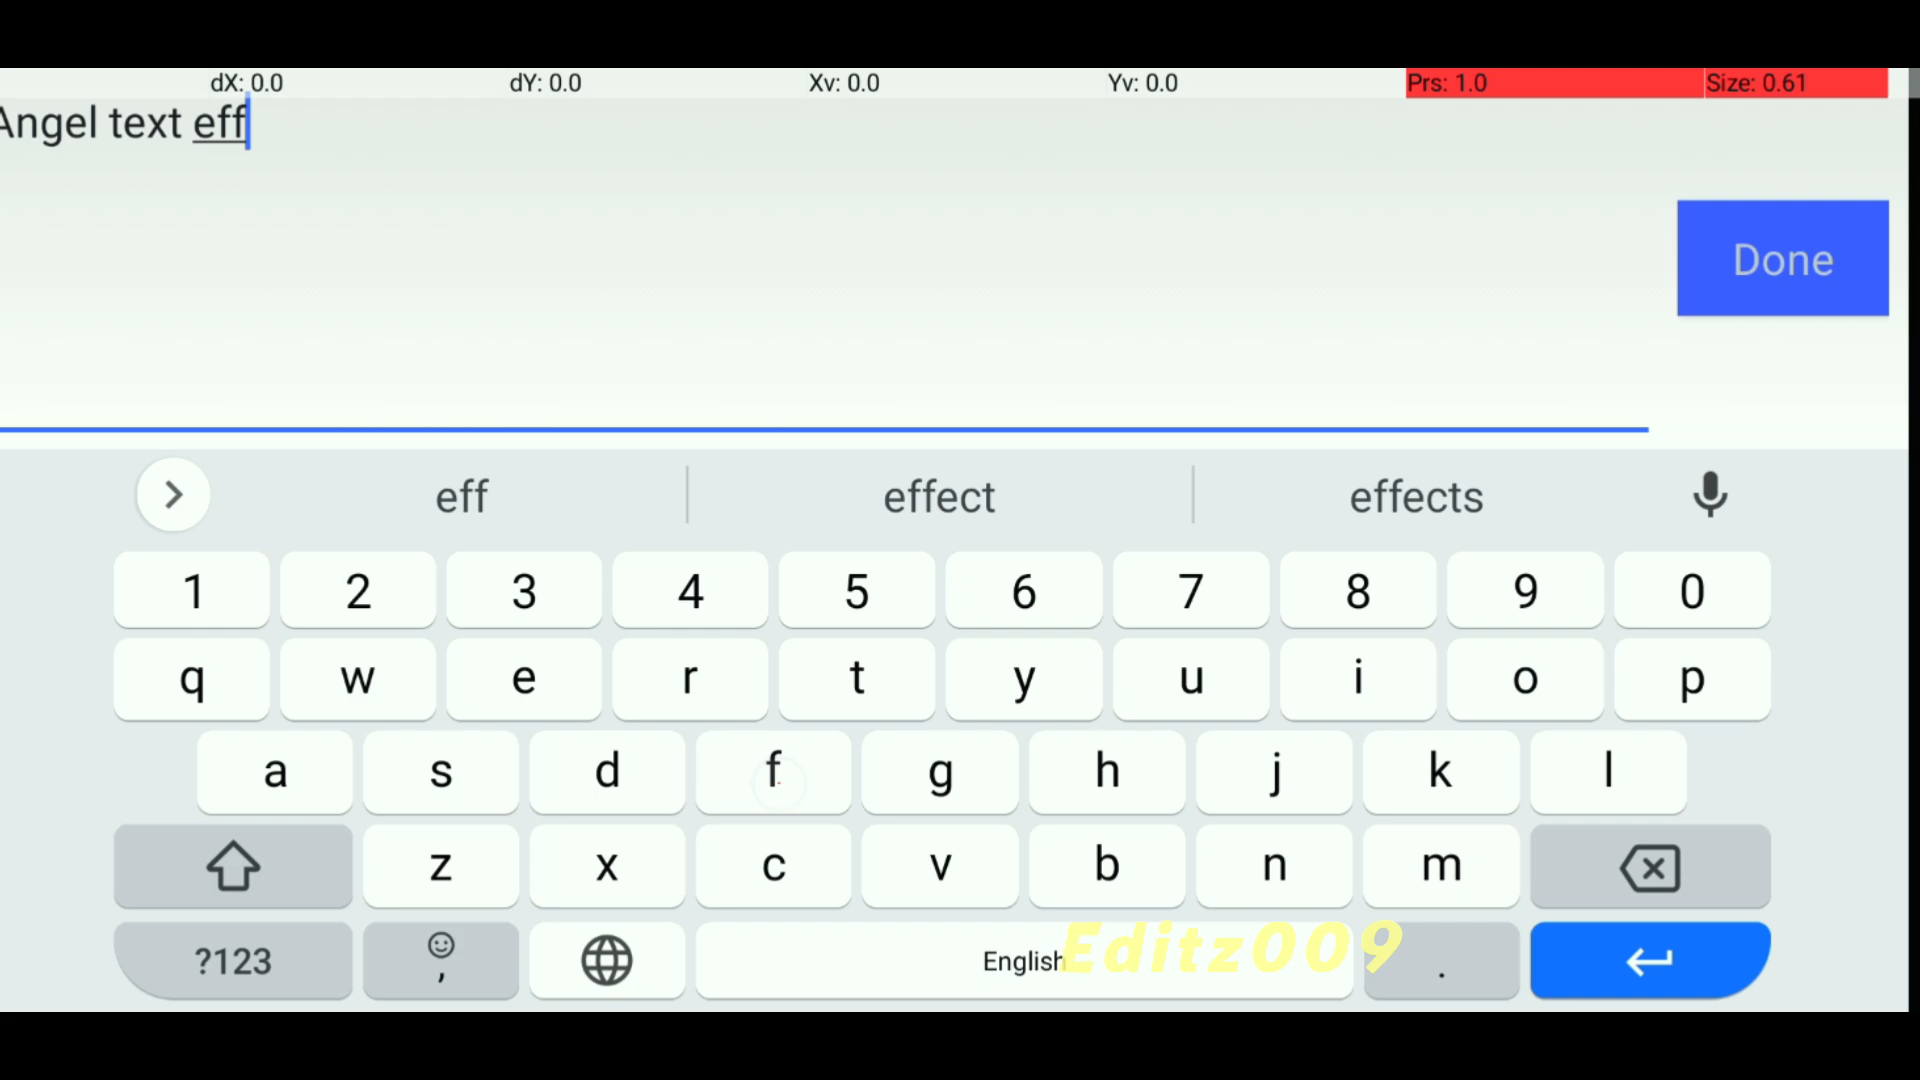 dX: 0.0 dY: 0.0 Xv: 0.0 Yv: 0.0 Prs: 1.0 Size: 0.61
Angel text eff
Done
eff effect effects
1 2 3 4 5 6 7 8 9 0
q w e r t y u i o p
a s d f g h j k l
z x c v b n m
?123 , English .
Editz009